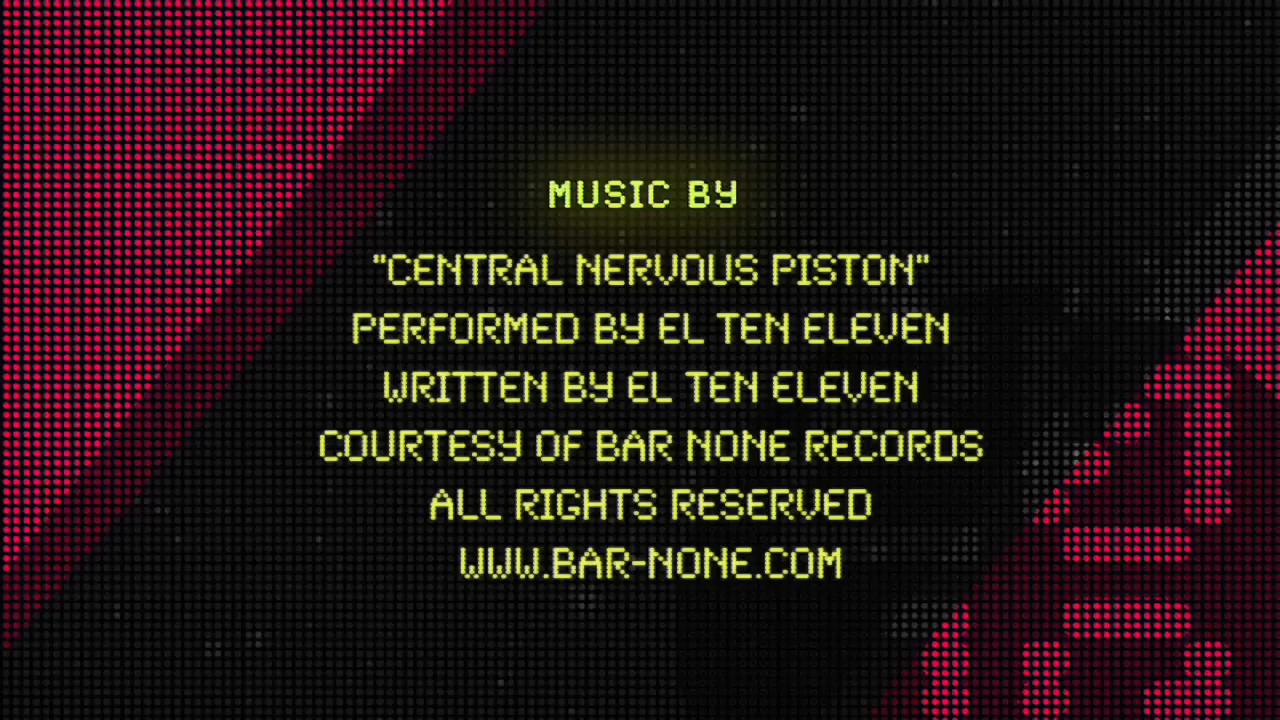 MUSIC BY
"CENTRAL NERVOUS PISTON"
PERFORMED BY EL TEN ELEVEN
WRITTEN BY EL TEN ELEVEN
COURTESY OF BAR NONE RECORDS
ALL RIGHTS RESERVED
WWW.BAR-NONE.COM